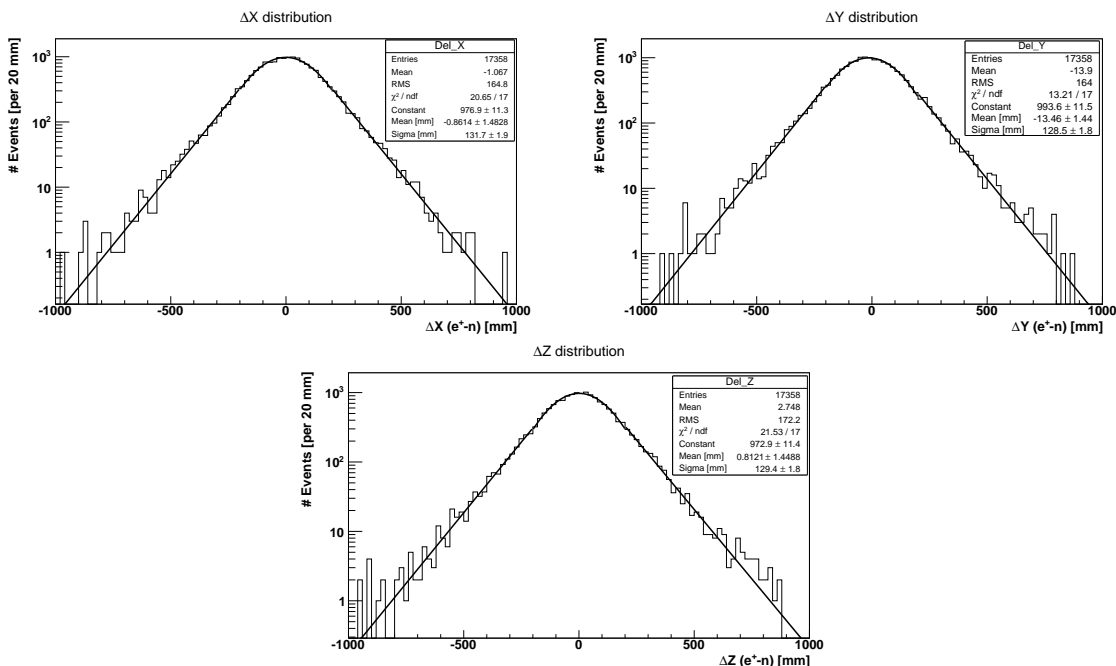 ΔX distribution
# Events [per 20 mm]
10³
10²
10
1
Del_X
Entries 17358
Mean -1.067
RMS 164.8
χ² / ndf 20.65 / 17
Constant 976.9 ± 11.3
Mean [mm] -0.8614 ± 1.4828
Sigma [mm] 131.7 ± 1.9
-1000 -500 0 500 1000
ΔX (e⁺-n) [mm]
ΔY distribution
# Events [per 20 mm]
10³
10²
10
1
Del_Y
Entries 17358
Mean -13.9
RMS 164
χ² / ndf 13.21 / 17
Constant 993.6 ± 11.5
Mean [mm] -13.46 ± 1.44
Sigma [mm] 128.5 ± 1.8
-1000 -500 0 500 1000
ΔY (e⁺-n) [mm]
ΔZ distribution
# Events [per 20 mm]
10³
10²
10
1
Del_Z
Entries 17358
Mean 2.748
RMS 172.2
χ² / ndf 21.53 / 17
Constant 972.9 ± 11.4
Mean [mm] 0.8121 ± 1.4488
Sigma [mm] 129.4 ± 1.8
-1000 -500 0 500 1000
ΔZ (e⁺-n) [mm]